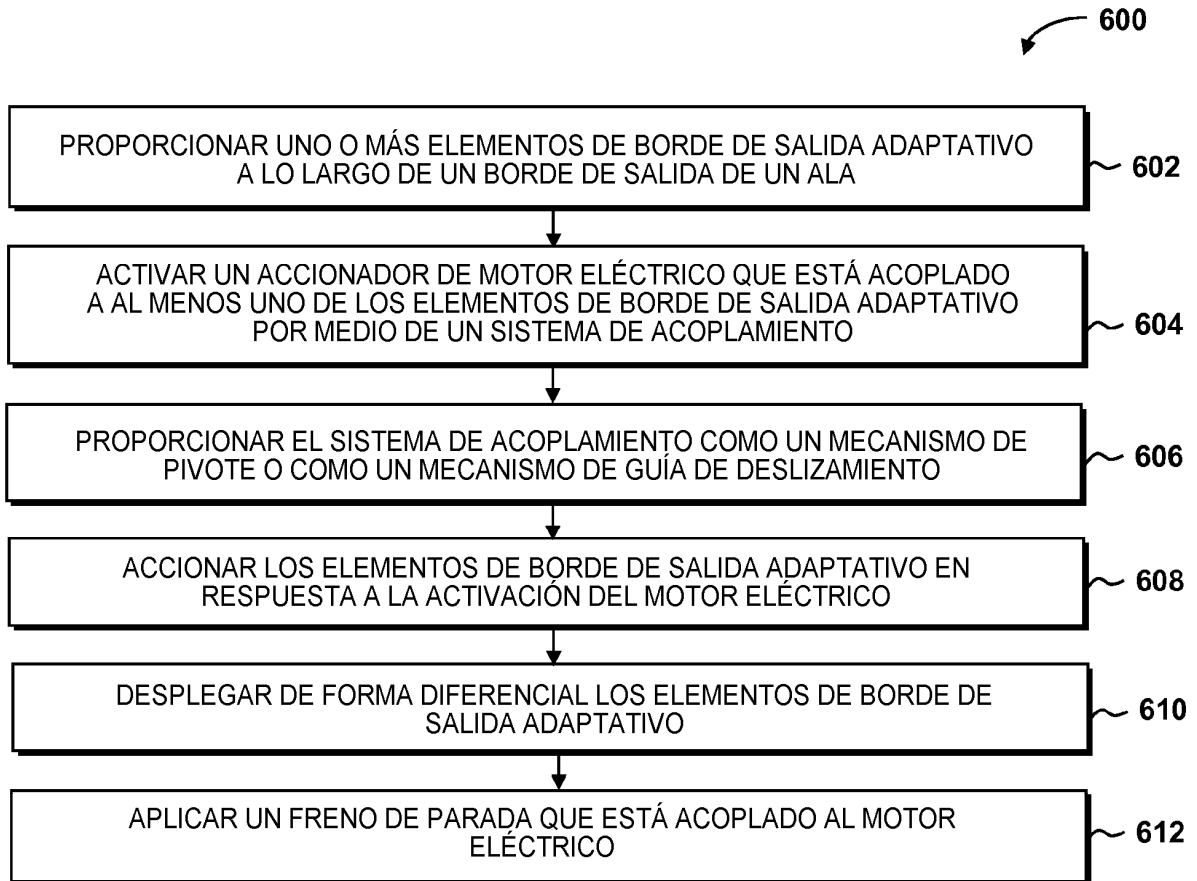 600
PROPORCIONAR UNO O MÁS ELEMENTOS DE BORDE DE SALIDA ADAPTATIVO
A LO LARGO DE UN BORDE DE SALIDA DE UN ALA
602
ACTIVAR UN ACCIONADOR DE MOTOR ELÉCTRICO QUE ESTÁ ACOPLADO
A AL MENOS UNO DE LOS ELEMENTOS DE BORDE DE SALIDA ADAPTATIVO
POR MEDIO DE UN SISTEMA DE ACOPLAMIENTO
604
PROPORCIONAR EL SISTEMA DE ACOPLAMIENTO COMO UN MECANISMO DE
PIVOTE O COMO UN MECANISMO DE GUÍA DE DESLIZAMIENTO
606
ACCIONAR LOS ELEMENTOS DE BORDE DE SALIDA ADAPTATIVO EN
RESPUESTA A LA ACTIVACIÓN DEL MOTOR ELÉCTRICO
608
DESPLEGAR DE FORMA DIFERENCIAL LOS ELEMENTOS DE BORDE DE
SALIDA ADAPTATIVO
610
APLICAR UN FRENO DE PARADA QUE ESTÁ ACOPLADO AL MOTOR
ELÉCTRICO
612